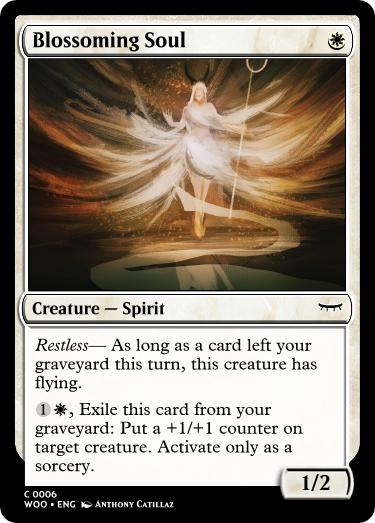 Blossoming Soul
Creature — Spirit
Restless— As long as a card left your
graveyard this turn, this creature has
flying.
1, Exile this card from your
graveyard: Put a +1/+1 counter on
target creature. Activate only as a
sorcery.
1/2
C 0006
WOO • ENG Anthony Catillaz